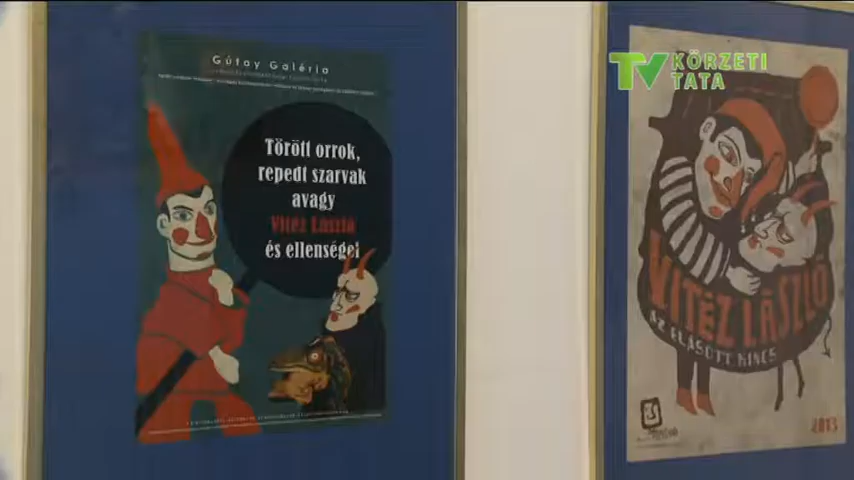 Gútay Galéria
Törött orrok,
repedt szarvak
avagy
Vitéz László
és ellenségei
TV KÖRZETI
TATA
VITÉZ LÁSZLÓ
AZ ELÁSOTT KINCS
2013